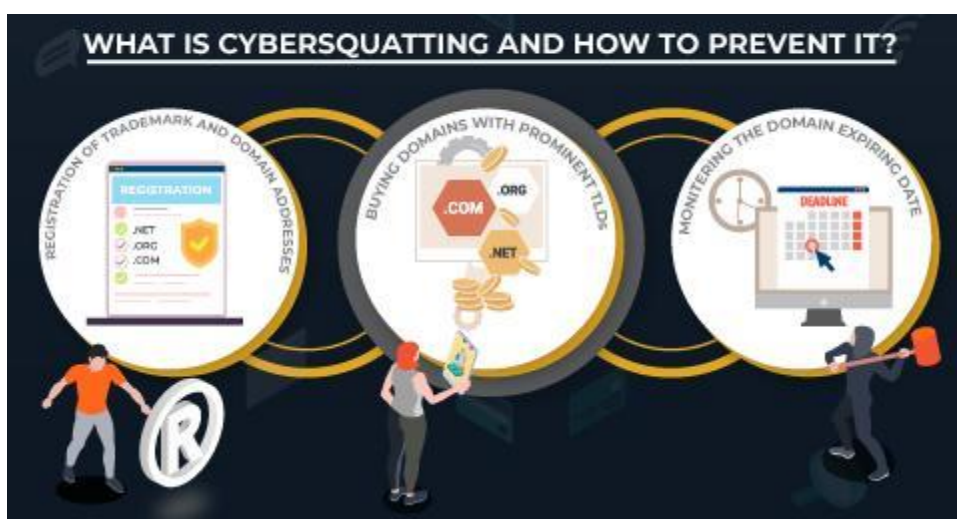 WHAT IS CYBERSQUATTING AND HOW TO PREVENT IT?
REGISTRATION OF TRADEMARK AND DOMAIN ADDRESSES
REGISTRATION
.NET
.ORG
.COM
BUYING DOMAINS WITH PROMINENT TLDs
.ORG
.COM
.NET
MONITERING THE DOMAIN EXPIRING DATE
DEADLINE
R